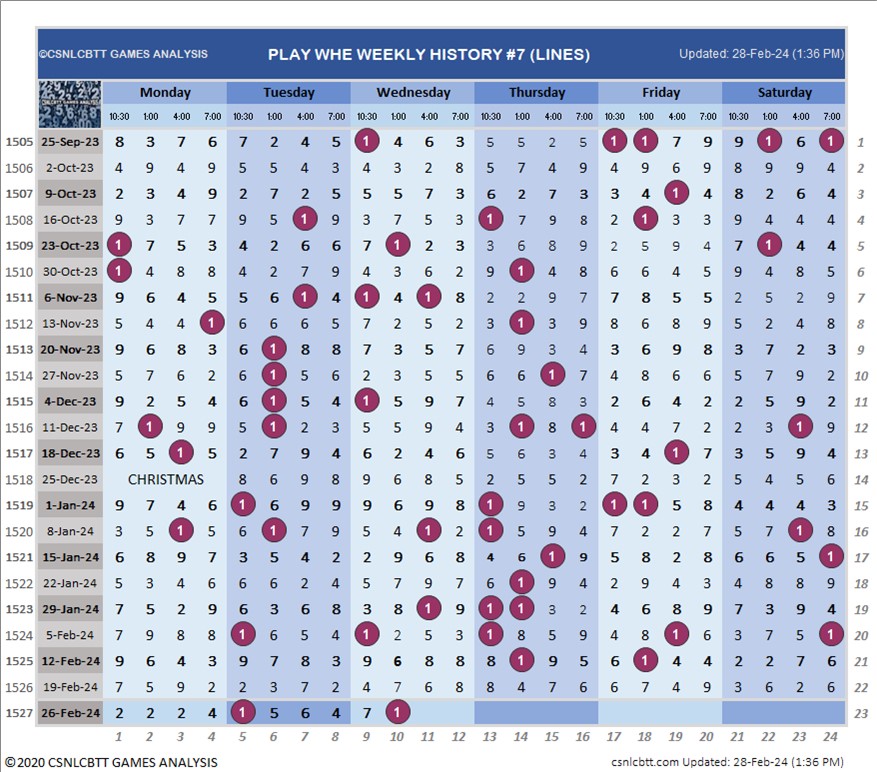 ©CSNLCBTT GAMES ANALYSIS PLAY WHE WEEKLY HISTORY #7 (LINES) Updated: 28-Feb-24 (1:36 PM)
CSNLCBTT GAMES ANALYSIS Monday Tuesday Wednesday Thursday Friday Saturday
10:30 1:00 4:00 7:00 10:30 1:00 4:00 8:00 10:30 1:00 4:00 7:00 10:30 1:00 4:00 7:00 10:30 1:00 4:00 7:00 10:30 1:00 4:00 7:00
1505 25-Sep-23 8 3 7 6 7 2 4 5 1 4 6 3 5 5 2 5 1 1 7 9 9 1 6 1 1
1506 2-Oct-23 4 9 4 9 5 5 4 3 4 3 2 8 5 7 9 5 4 9 6 9 8 9 9 4 2
1507 9-Oct-23 2 3 4 9 2 7 2 5 5 5 7 3 6 2 7 3 3 4 1 4 8 2 6 4 3
1508 16-Oct-23 9 3 7 7 9 5 1 9 3 7 5 3 1 8 4 7 2 1 3 3 9 4 4 4 4
1509 23-Oct-23 1 7 5 3 4 2 6 6 7 1 2 3 3 6 8 9 2 5 9 4 7 1 4 4 5
1510 30-Oct-23 1 4 8 8 4 2 7 9 4 3 6 2 9 1 4 8 6 6 4 5 9 4 8 5 6
1511 6-Nov-23 9 6 4 5 5 6 1 4 1 4 1 8 2 2 9 7 7 8 5 5 2 5 2 9 7
1512 13-Nov-23 5 4 4 1 6 6 6 5 7 2 5 2 3 1 3 9 8 6 8 9 5 2 4 8 8
1513 20-Nov-23 9 6 8 3 6 1 8 8 7 3 5 7 6 9 3 4 3 6 9 8 3 7 2 3 9
1514 27-Nov-23 5 7 6 2 6 1 5 6 2 3 5 5 6 6 1 7 4 8 6 6 5 7 9 2 10
1515 4-Dec-23 9 2 5 4 6 1 5 4 1 5 9 7 4 5 8 3 2 6 4 2 2 5 9 2 11
1516 11-Dec-23 7 1 9 9 5 1 2 3 5 5 9 4 3 1 8 1 4 4 7 2 2 3 1 9 12
1517 18-Dec-23 6 5 1 5 2 7 9 4 6 2 4 6 5 6 3 4 3 4 1 7 3 5 9 4 13
1518 25-Dec-23 CHRISTMAS 8 6 9 8 9 6 8 5 2 5 5 2 7 2 3 2 5 4 5 6 14
1519 1-Jan-24 9 7 4 6 1 6 9 9 9 6 9 8 1 9 3 2 1 1 5 8 4 4 4 3 15
1520 8-Jan-24 3 5 1 5 6 1 7 8 5 4 1 2 1 5 9 4 7 2 2 7 5 7 1 8 16
1521 15-Jan-24 6 8 9 7 3 5 4 2 2 9 6 8 4 6 1 9 5 8 2 8 6 6 5 1 17
1522 22-Jan-24 5 3 4 6 6 6 2 4 5 7 9 7 6 1 9 4 2 9 4 3 4 8 8 9 18
1523 29-Jan-24 7 5 2 9 6 3 6 8 3 8 1 9 1 1 3 2 4 6 8 9 7 3 9 4 19
1524 5-Feb-24 7 9 8 8 1 6 5 4 1 2 5 3 1 8 5 9 4 8 1 6 3 7 5 1 20
1525 12-Feb-24 9 6 4 3 9 7 8 3 9 6 8 8 8 1 9 5 6 1 4 4 2 2 7 6 21
1526 19-Feb-24 7 5 9 2 2 3 7 2 4 7 6 8 8 4 7 6 6 7 4 9 3 6 2 6 22
1527 26-Feb-24 2 2 2 4 1 5 6 4 7 1 23
1 2 3 4 5 6 7 8 9 10 11 12 13 14 15 16 17 18 19 20 21 22 23 24
©2020 CSNLCBTT GAMES ANALYSIS csnlcbtt.com Updated: 28-Feb-24 (1:36 PM)